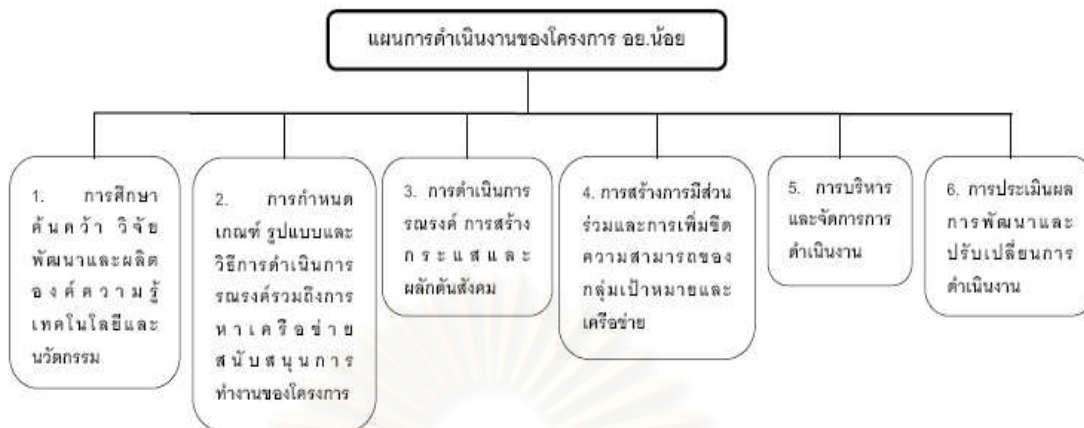 แผนการดำเนินงานของโครงการ อย.น้อย
1. การศึกษา
ค้นคว้า วิจัย
พัฒนาและผลิต
องค์ความรู้
เทคโนโลยีและ
นวัตกรรม
2. การกำหนด
เกณฑ์ รูปแบบและ
วิธีการดำเนินการ
รณรงค์รวมถึงการ
หาเครือข่าย
สนับสนุนการ
ทำงานของโครงการ
3. การดำเนินการ
รณรงค์ การสร้าง
กระแสและ
ผลักดันสังคม
4. การสร้างการมีส่วน
ร่วมและการเพิ่มขีด
ความสามารถของ
กลุ่มเป้าหมายและ
เครือข่าย
5. การบริหาร
และจัดการการ
ดำเนินงาน
6. การประเมินผล
การพัฒนาและ
ปรับเปลี่ยนการ
ดำเนินงาน